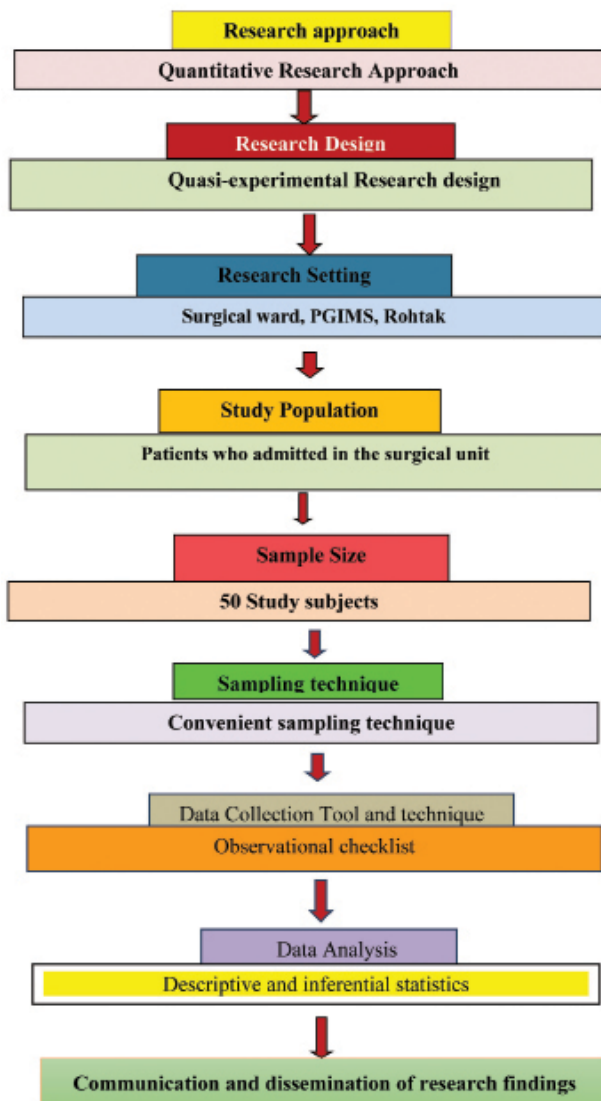 Research approach
Quantitative Research Approach
Research Design
Quasi-experimental Research design
Research Setting
Surgical ward, PGIMS, Rohtak
Study Population
Patients who admitted in the surgical unit
Sample Size
50 Study subjects
Sampling technique
Convenient sampling technique
Data Collection Tool and technique
Observational checklist
Data Analysis
Descriptive and inferential statistics
Communication and dissemination of research findings